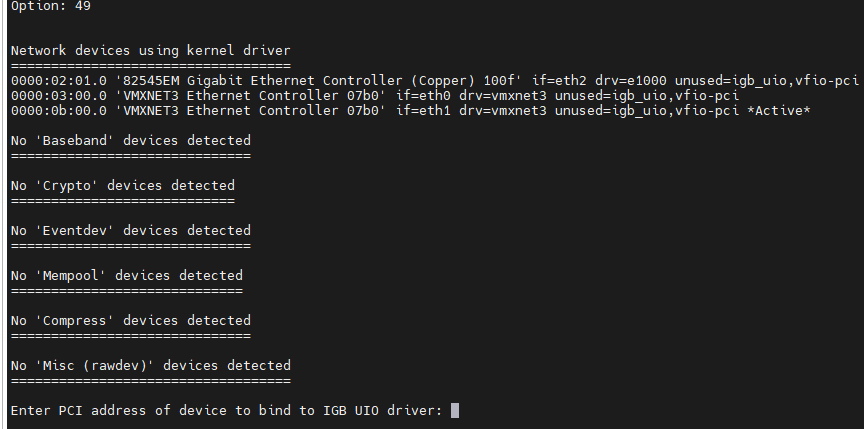 Option: 49
Network devices using kernel driver
===================================
0000:02:01.0 '82545EM Gigabit Ethernet Controller (Copper) 100f' if=eth2 drv=e1000 unused=igb_uio,vfio-pci
0000:03:00.0 'VMXNET3 Ethernet Controller 07b0' if=eth0 drv=vmxnet3 unused=igb_uio,vfio-pci
0000:0b:00.0 'VMXNET3 Ethernet Controller 07b0' if=eth1 drv=vmxnet3 unused=igb_uio,vfio-pci *Active*
No 'Baseband' devices detected
==============================
No 'Crypto' devices detected
============================
No 'Eventdev' devices detected
==============================
No 'Mempool' devices detected
=============================
No 'Compress' devices detected
==============================
No 'Misc (rawdev)' devices detected
===================================
Enter PCI address of device to bind to IGB UIO driver: